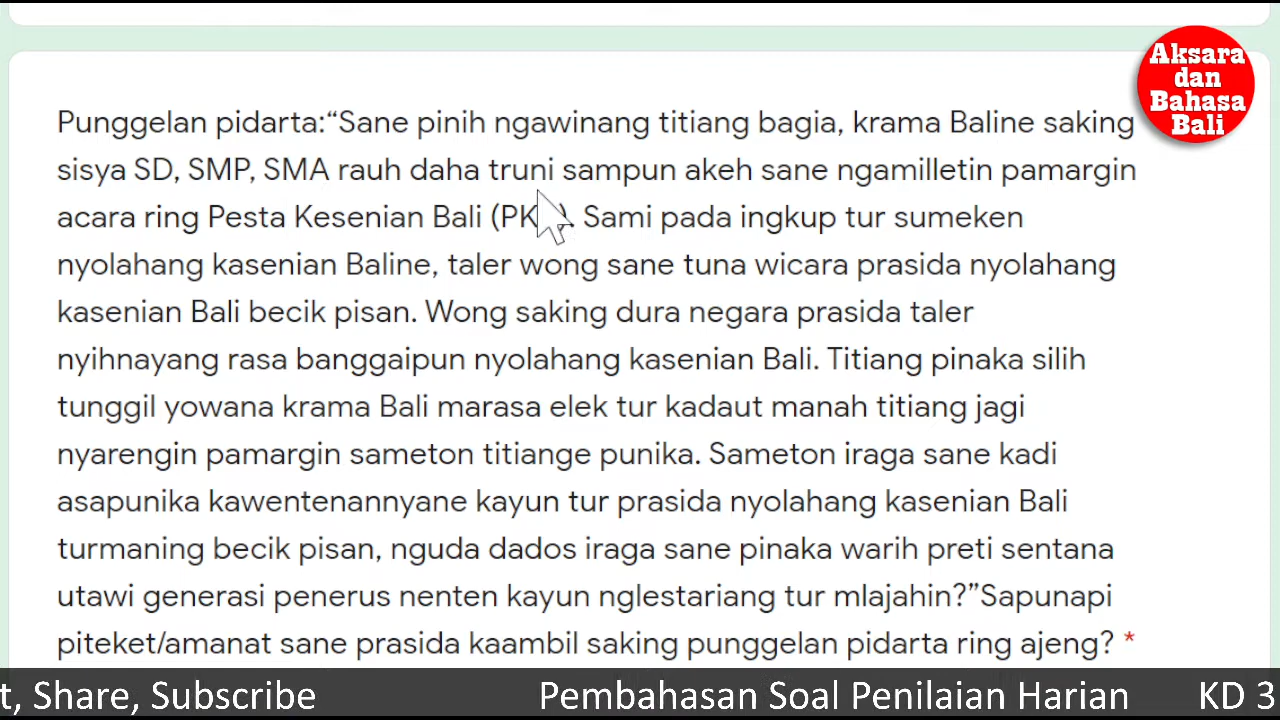 Aksara
dan
Bahasa
Bali
Punggelan pidarta:“Sane pinih ngawinang titiang bagia, krama Baline saking
sisya SD, SMP, SMA rauh daha truni sampun akeh sane ngamilletin pamargin
acara ring Pesta Kesenian Bali Sami pada ingkup tur sumeken
nyolahang kasenian Baline, taler wong sane tuna wicara prasida nyolahang
kasenian Bali becik pisan. Wong saking dura negara prasida taler
nyihnayang rasa banggaipun nyolahang kasenian Bali. Titiang pinaka silih
tunggil yowana krama Bali marasa elek tur kadaut manah titiang jagi
nyarengin pamargin sameton titiange punika. Sameton iraga sane kadi
asapunika kawentenannyane kayun tur prasida nyolahang kasenian Bali
turmaning becik pisan, nguda dados iraga sane pinaka warih preti sentana
utawi generasi penerus nenten kayun nglestariang tur mlajahin?”Sapunapi
piteket/amanat sane prasida kaambil saking punggelan pidarta ring ajeng? *
t, Share, Subscribe Pembahasan Soal Penilaian Harian KD 3